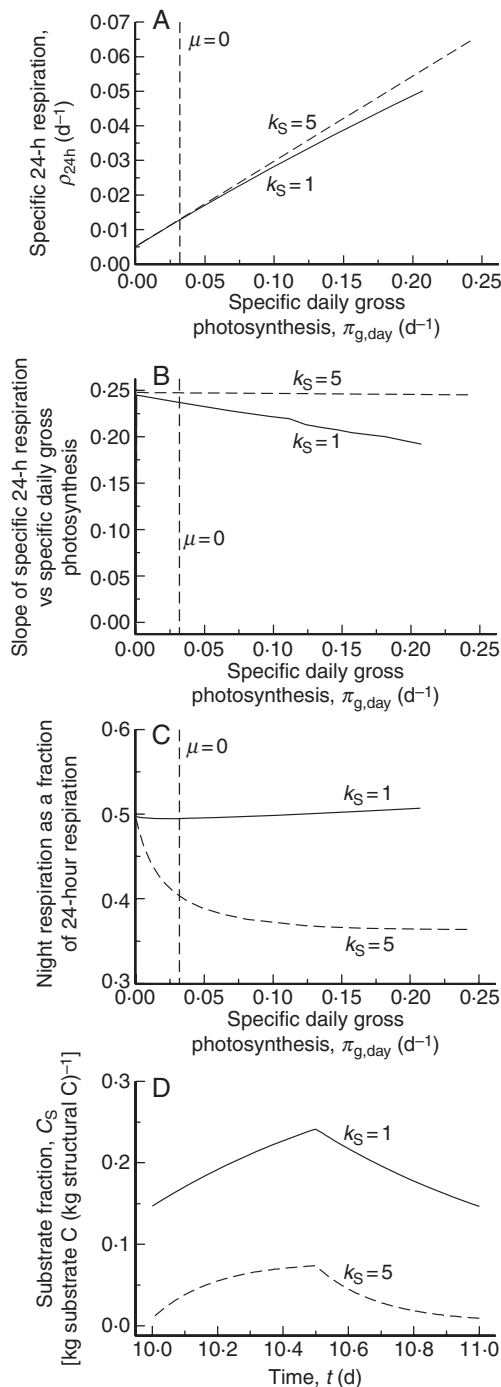 A
μ=0
Specific 24-h respiration,
ρ24h (d−1)
0·07
0·06
0·05
0·04
0·03
0·02
0·01
0·00
kS=5
kS=1
0·00 0·05 0·10 0·15 0·20 0·25
Specific daily gross
photosynthesis, πg,day (d−1)
B
Slope of specific 24-h respiration
vs specific daily gross
photosynthesis
0·25
0·20
0·15
0·10
0·05
0·00
kS=5
kS=1
μ=0
0·00 0·05 0·10 0·15 0·20 0·25
Specific daily gross
photosynthesis, πg,day (d−1)
C
μ=0
Night respiration as a fraction
of 24-hour respiration
0·6
0·5
0·4
0·3
kS=1
kS=5
0·00 0·05 0·10 0·15 0·20 0·25
Specific daily gross
photosynthesis, πg,day (d−1)
D
Substrate fraction, CS
[kg substrate C (kg structural C)−1]
0·3
0·2
0·1
0·0
kS=1
kS=5
10·0 10·2 10·4 10·6 10·8 11·0
Time, t (d)